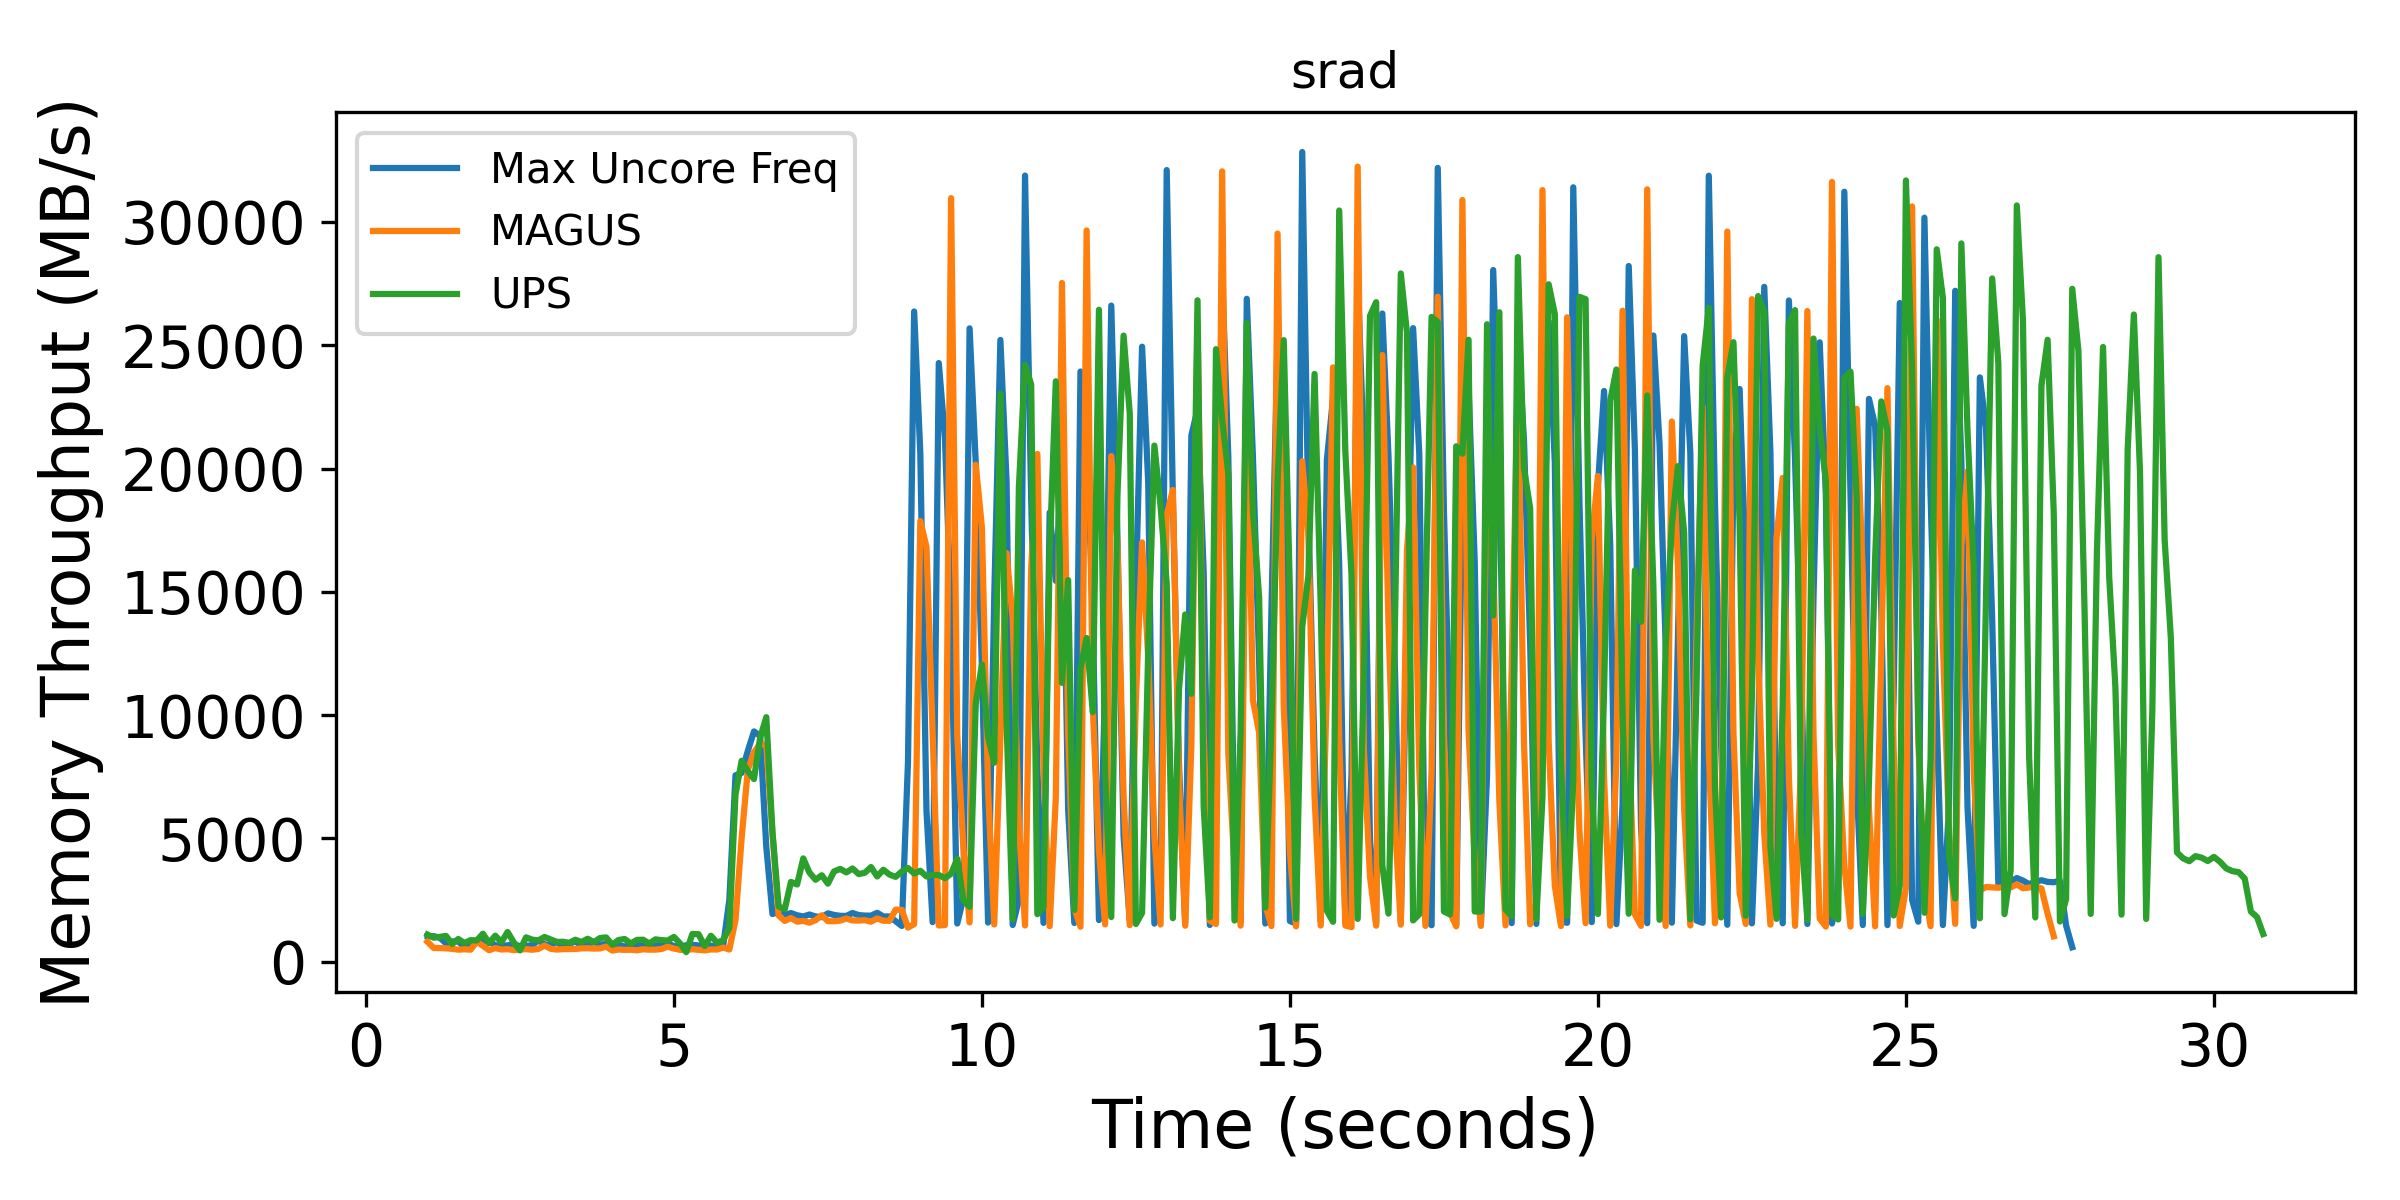 srad
Memory Throughput (MB/s)
Max Uncore Freq
MAGUS
UPS
30000
25000
20000
15000
10000
5000
0
0 5 10 15 20 25 30
Time (seconds)